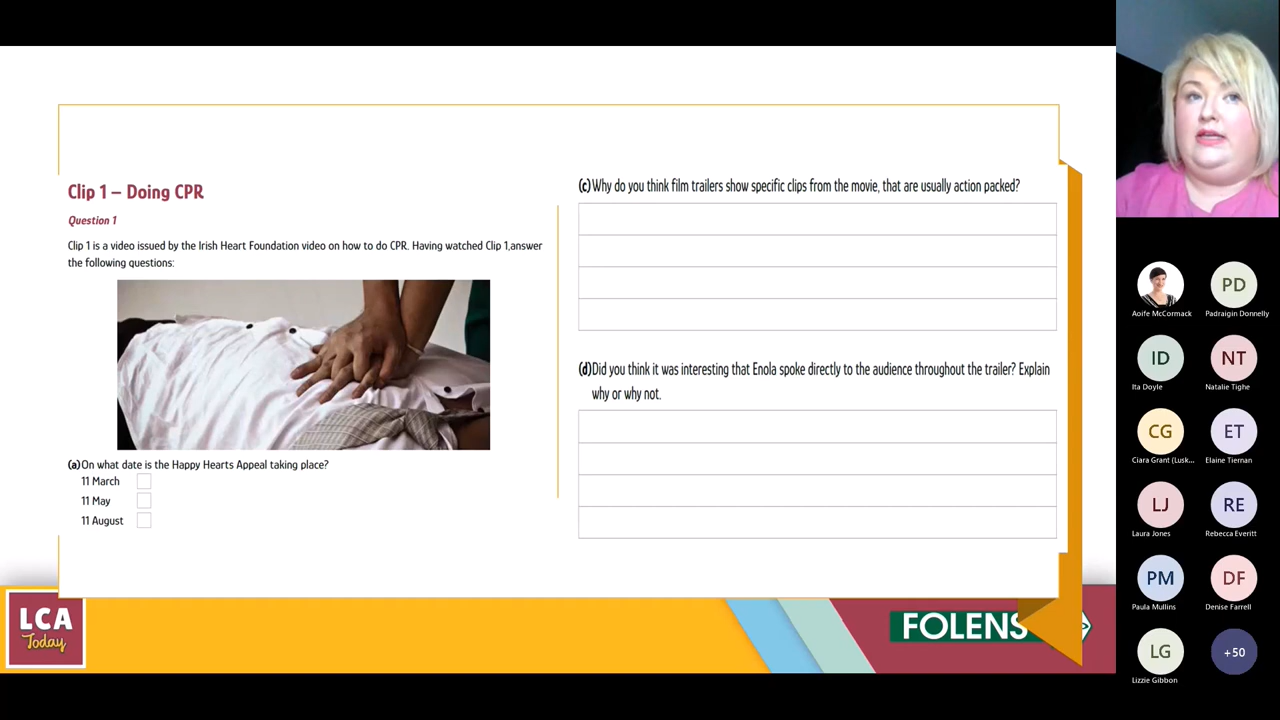 Clip 1 – Doing CPR
Question 1
Clip 1 is a video issued by the Irish Heart Foundation video on how to do CPR. Having watched Clip 1,answer
the following questions:
(a)On what date is the Happy Hearts Appeal taking place?
11 March
11 May
11 August
(c)Why do you think film trailers show specific clips from the movie, that are usually action packed?
(d)Did you think it was interesting that Enola spoke directly to the audience throughout the trailer? Explain
why or why not.
LCA
Today
FOLENS
Aoife McCormack
PD
Padraigin Donnelly
ID
Ita Doyle
NT
Natalie Tighe
CG
Ciara Grant (Lusk...
ET
Elaine Tiernan
LJ
Laura Jones
RE
Rebecca Everitt
PM
Paula Mullins
DF
Denise Farrell
LG
Lizzie Gibbon
+50